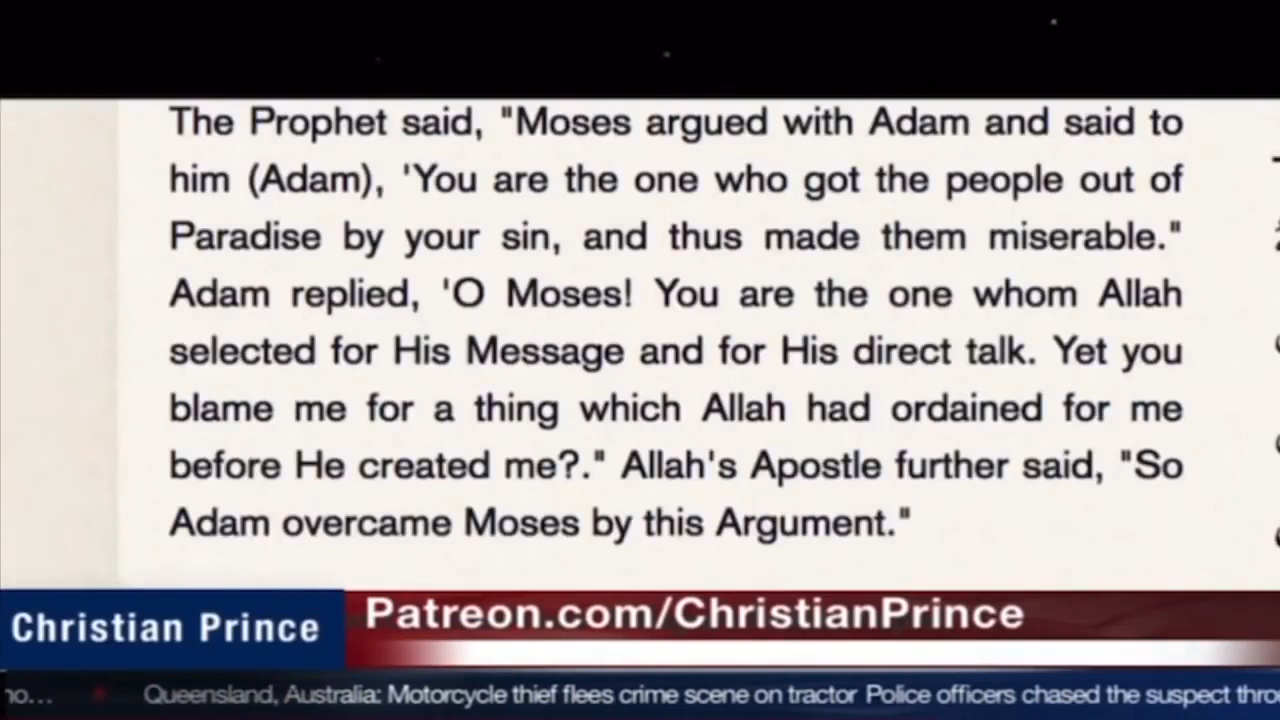 The Prophet said, "Moses argued with Adam and said to
him (Adam), 'You are the one who got the people out of
Paradise by your sin, and thus made them miserable."
Adam replied, 'O Moses! You are the one whom Allah
selected for His Message and for His direct talk. Yet you
blame me for a thing which Allah had ordained for me
before He created me?." Allah's Apostle further said, "So
Adam overcame Moses by this Argument."
Christian Prince
Patreon.com/ChristianPrince
Queensland, Australia: Motorcycle thief flees crime scene on tractor Police officers chased the suspect